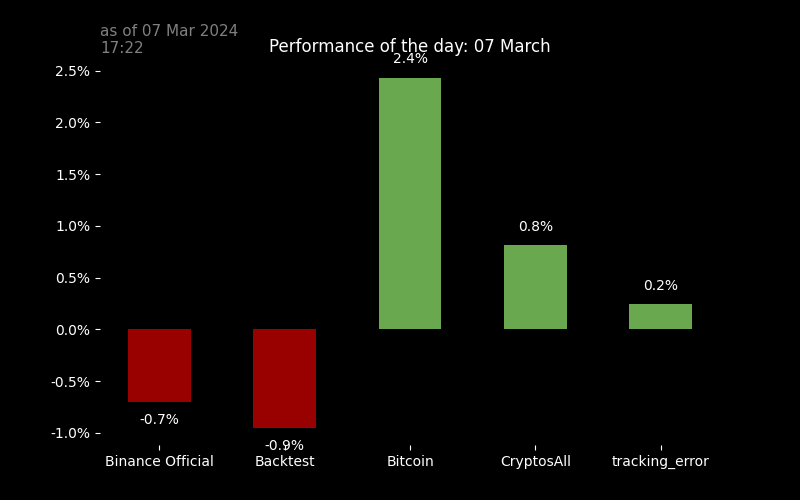 as of 07 Mar 2024
17:22
Performance of the day: 07 March
2.5%
2.0%
1.5%
1.0%
0.5%
0.0%
-0.5%
-1.0%
-0.7%
-0.9%
2.4%
0.8%
0.2%
Binance Official
Backtest
Bitcoin
CryptosAll
tracking_error